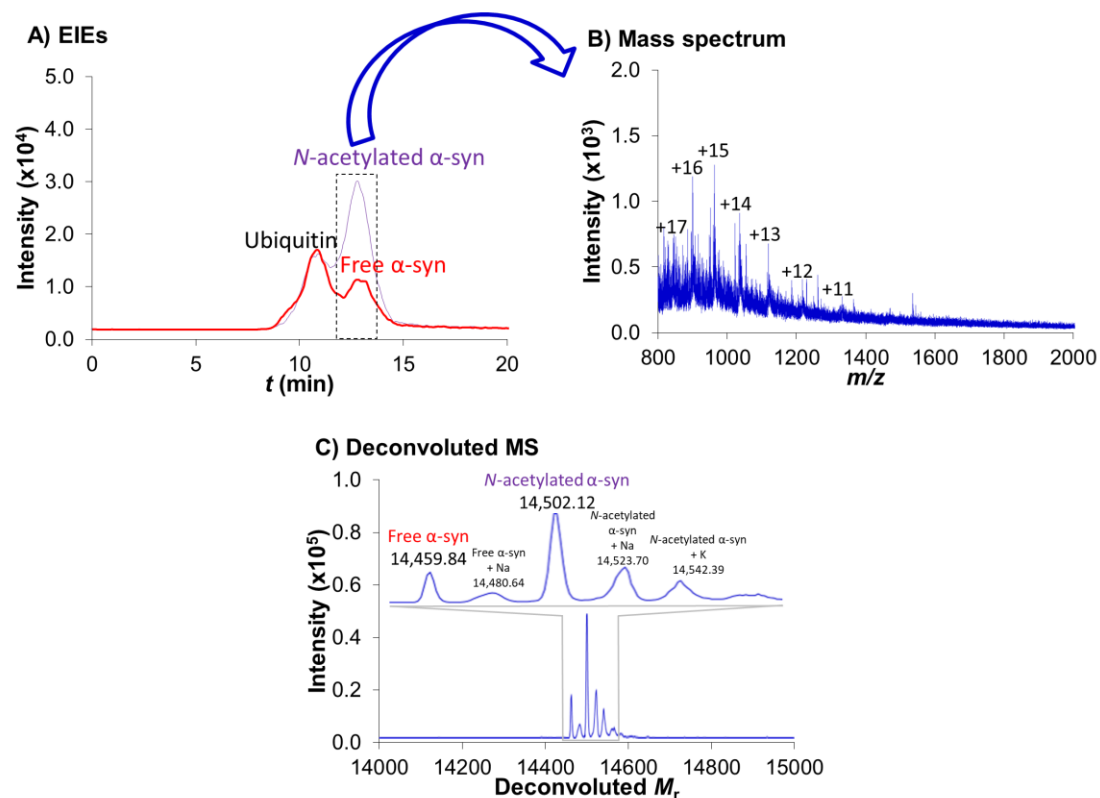 A) EIEs
5.0
4.0
3.0
2.0
1.0
0.0
Intensity (x10⁴)
N-acetylated α-syn
Ubiquitin
Free α-syn
0
5
10
15
20
t (min)
B) Mass spectrum
2.0
1.5
1.0
0.5
0.0
Intensity (x10³)
+17
+16
+15
+14
+13
+12
+11
800
1000
1200
1400
1600
1800
2000
m/z
C) Deconvoluted MS
1.0
0.8
0.6
0.4
0.2
0.0
Intensity (x10⁵)
Free α-syn
14,459.84
Free α-syn
+ Na
14,480.64
N-acetylated α-syn
14,502.12
N-acetylated
α-syn
+ Na
14,523.70
N-acetylated α-syn
+ K
14,542.39
14000
14200
14400
14600
14800
15000
Deconvoluted Mr